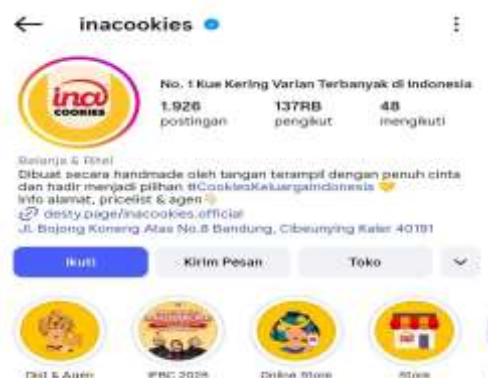 inacookies
ina
COOKIES
No. 1 Kue Kering Varian Terbanyak di Indonesia
1.926 137RB 48
postingan pengikut mengikuti
Belanja & Ritel
Dibuat secara handmade oleh tangan terampil dengan penuh cinta
dan hadir menjadi pilihan #CookiesKeluargaIndonesia 🧡
Info alamat, pricelist & agen👇
desty.page/inacookies.official
Jl. Bojong Koneng Atas No.8 Bandung, Cibeunying Kaler 40191
Ikuti Kirim Pesan Toko
Dist & Agen Online Store Store